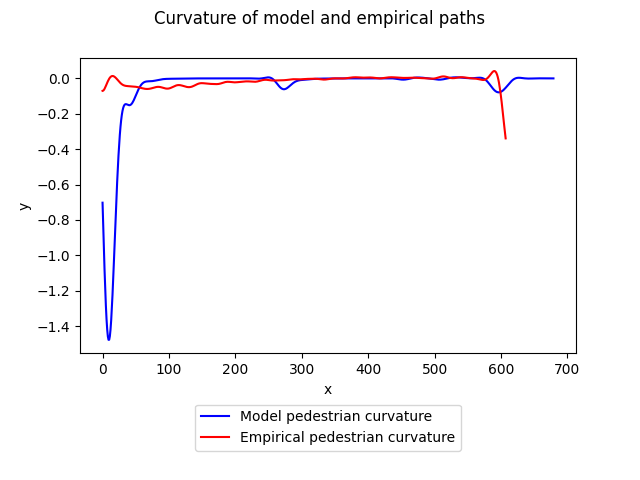 Curvature of model and empirical paths
0.0
−0.2
−0.4
−0.6
−0.8
−1.0
−1.2
−1.4
y
0 100 200 300 400 500 600 700
x
Model pedestrian curvature
Empirical pedestrian curvature